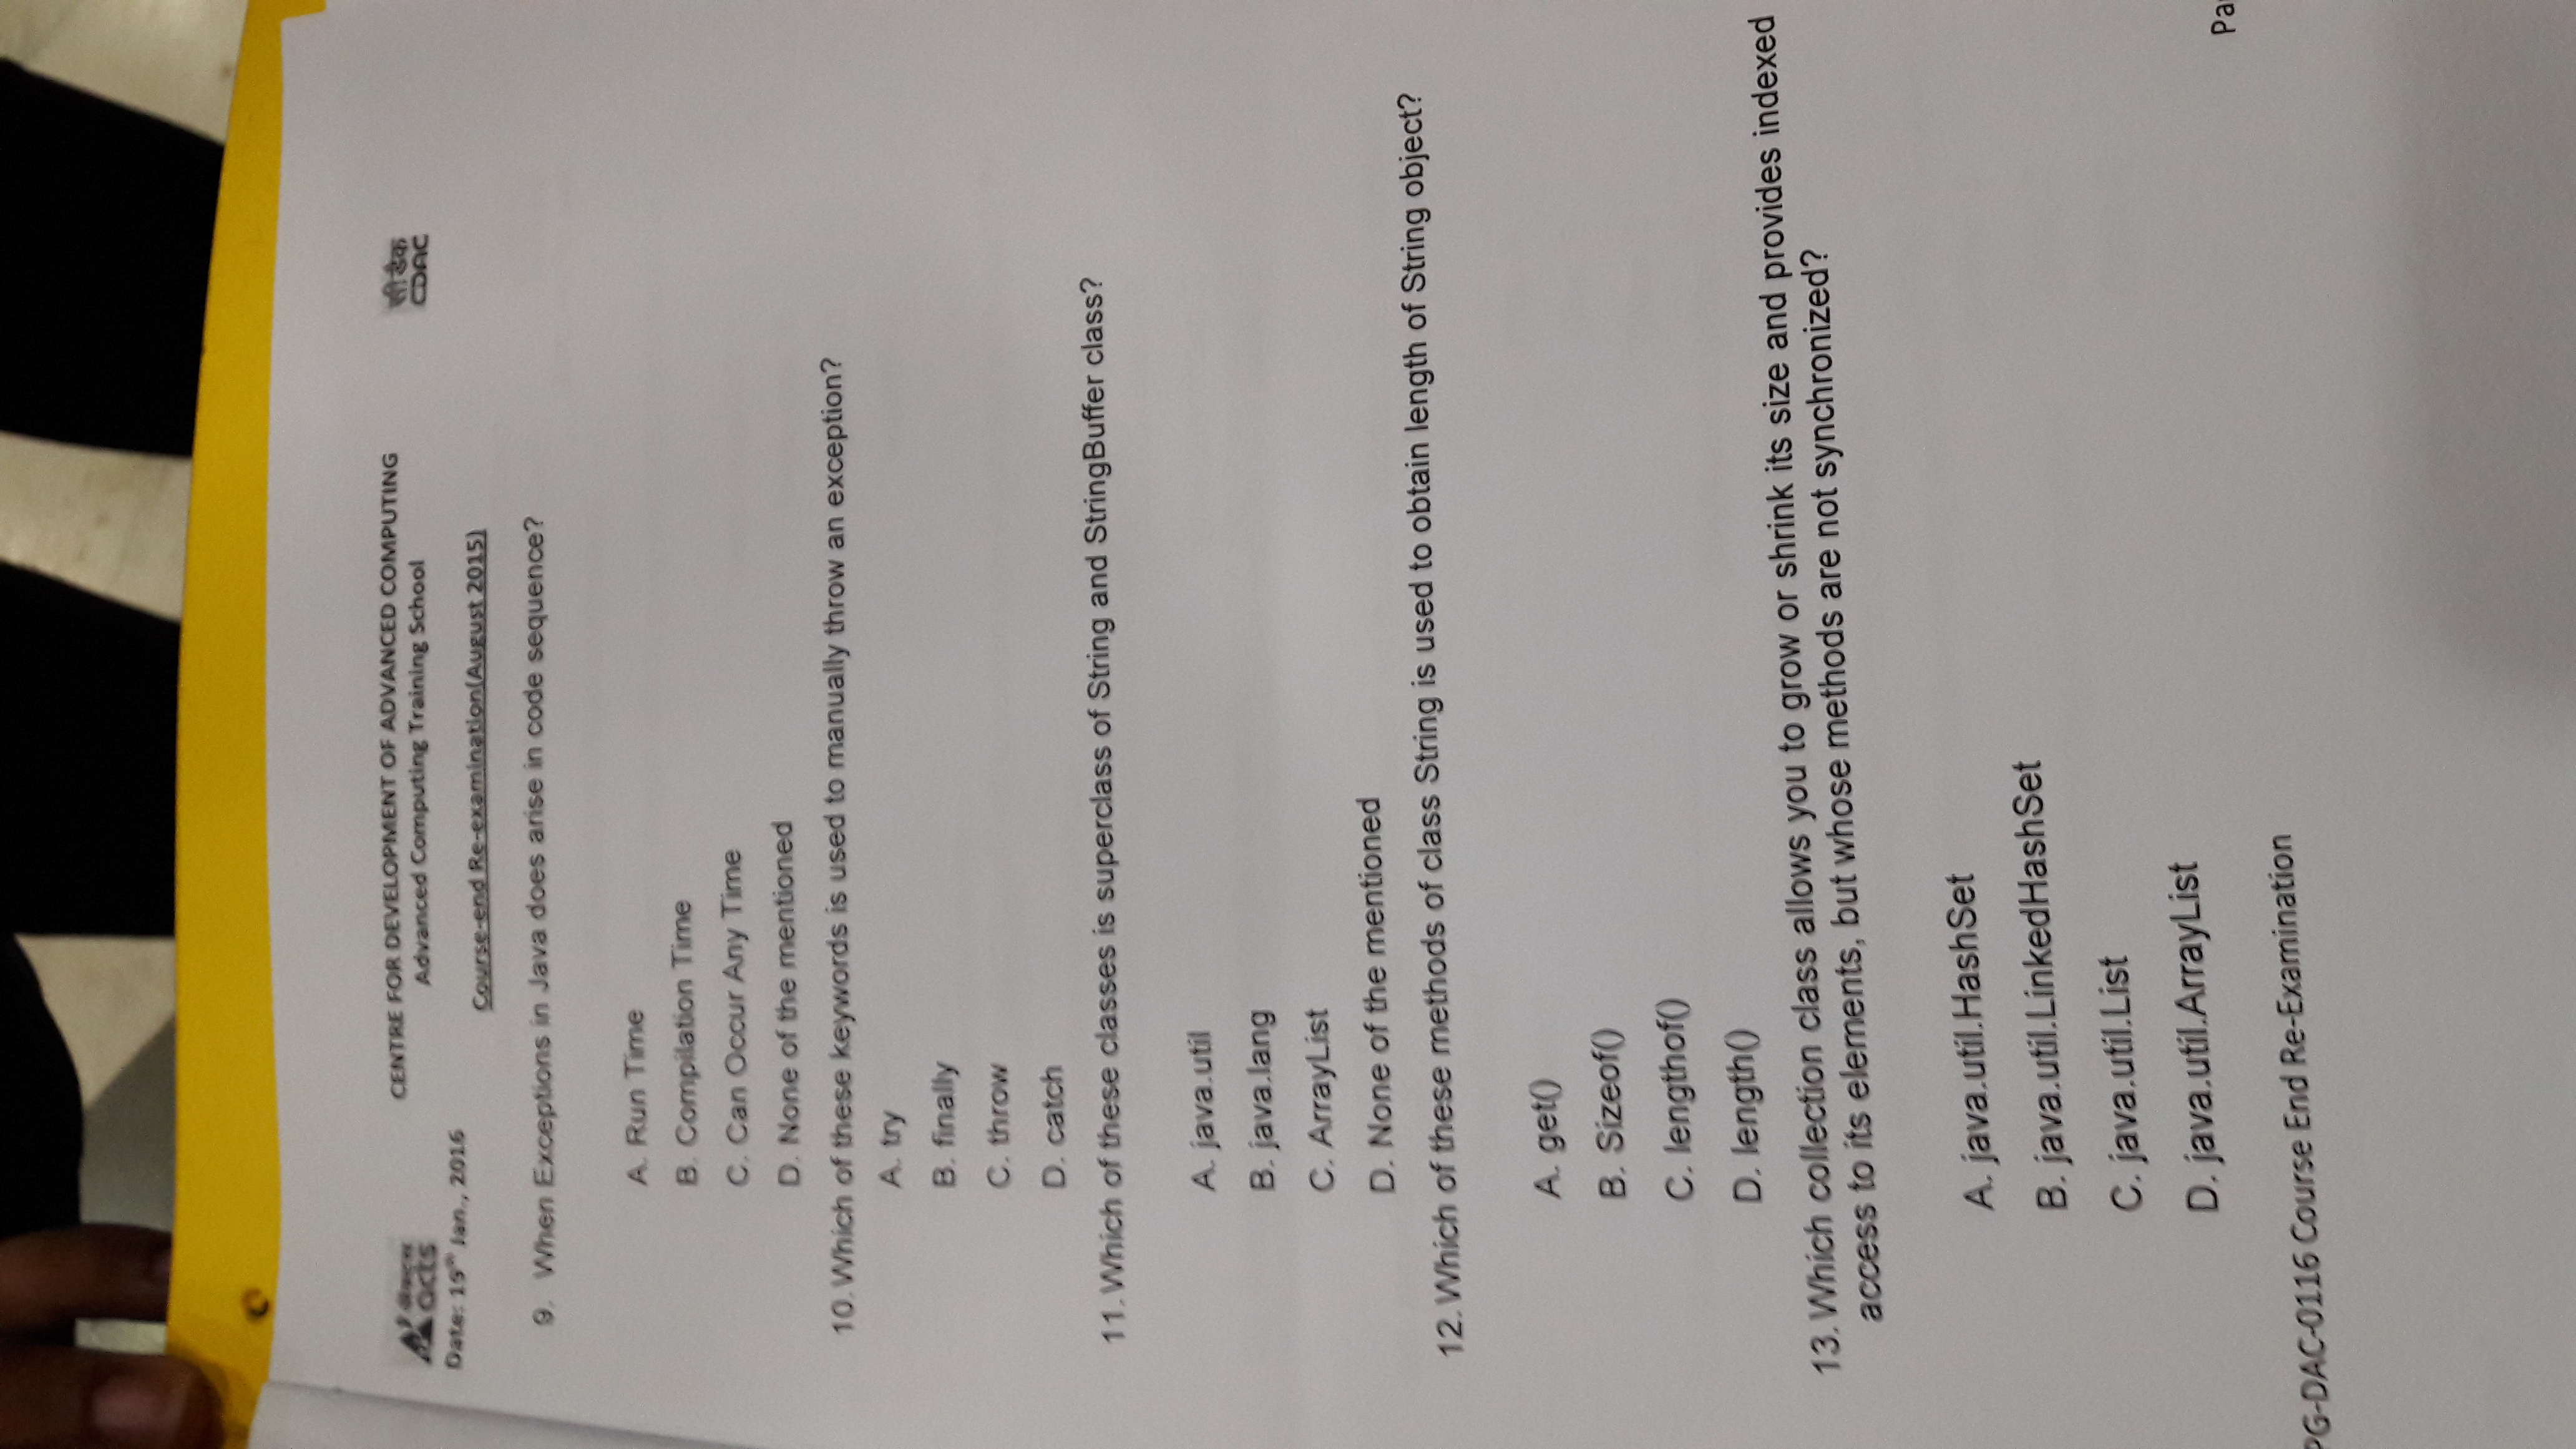 CENTRE FOR DEVELOPMENT OF ADVANCED COMPUTING
acts
Advanced Computing Training School
सी डैक
CDAC
Date: 15th Jan., 2016
Course-end Re-examination(August 2015)
9. When Exceptions in Java does arise in code sequence?
A. Run Time
B. Compilation Time
C. Can Occur Any Time
D. None of the mentioned
10. Which of these keywords is used to manually throw an exception?
A. try
B. finally
C. throw
D. catch
11. Which of these classes is superclass of String and StringBuffer class?
A. java.util
B. java.lang
C. ArrayList
D. None of the mentioned
12. Which of these methods of class String is used to obtain length of String object?
A. get()
B. Sizeof()
C. lengthof()
D. length()
13. Which collection class allows you to grow or shrink its size and provides indexed
access to its elements, but whose methods are not synchronized?
A. java.util.HashSet
B. java.util.LinkedHashSet
C. java.util.List
D. java.util.ArrayList
Pa
PG-DAC-0116 Course End Re-Examination